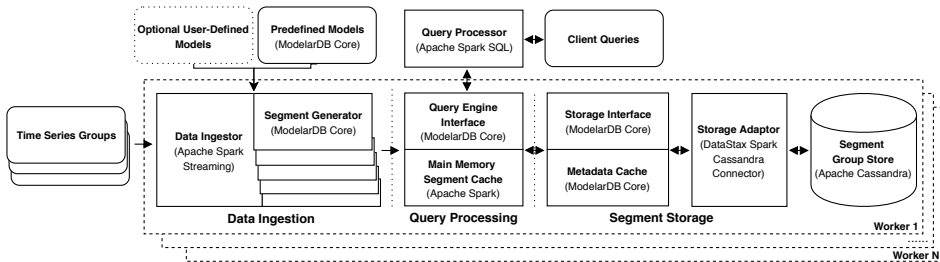 Optional User-Defined
Models
Predefined Models
(ModelarDB Core)
Query Processor
(Apache Spark SQL)
Client Queries
Time Series Groups
Data Ingestor
(Apache Spark
Streaming)
Segment Generator
(ModelarDB Core)
Query Engine
Interface
(ModelarDB Core)
Main Memory
Segment Cache
(Apache Spark)
Storage Interface
(ModelarDB Core)
Metadata Cache
(ModelarDB Core)
Storage Adaptor
(DataStax Spark
Cassandra
Connector)
Segment
Group Store
(Apache Cassandra)
Data Ingestion
Query Processing
Segment Storage
Worker 1
......
Worker N